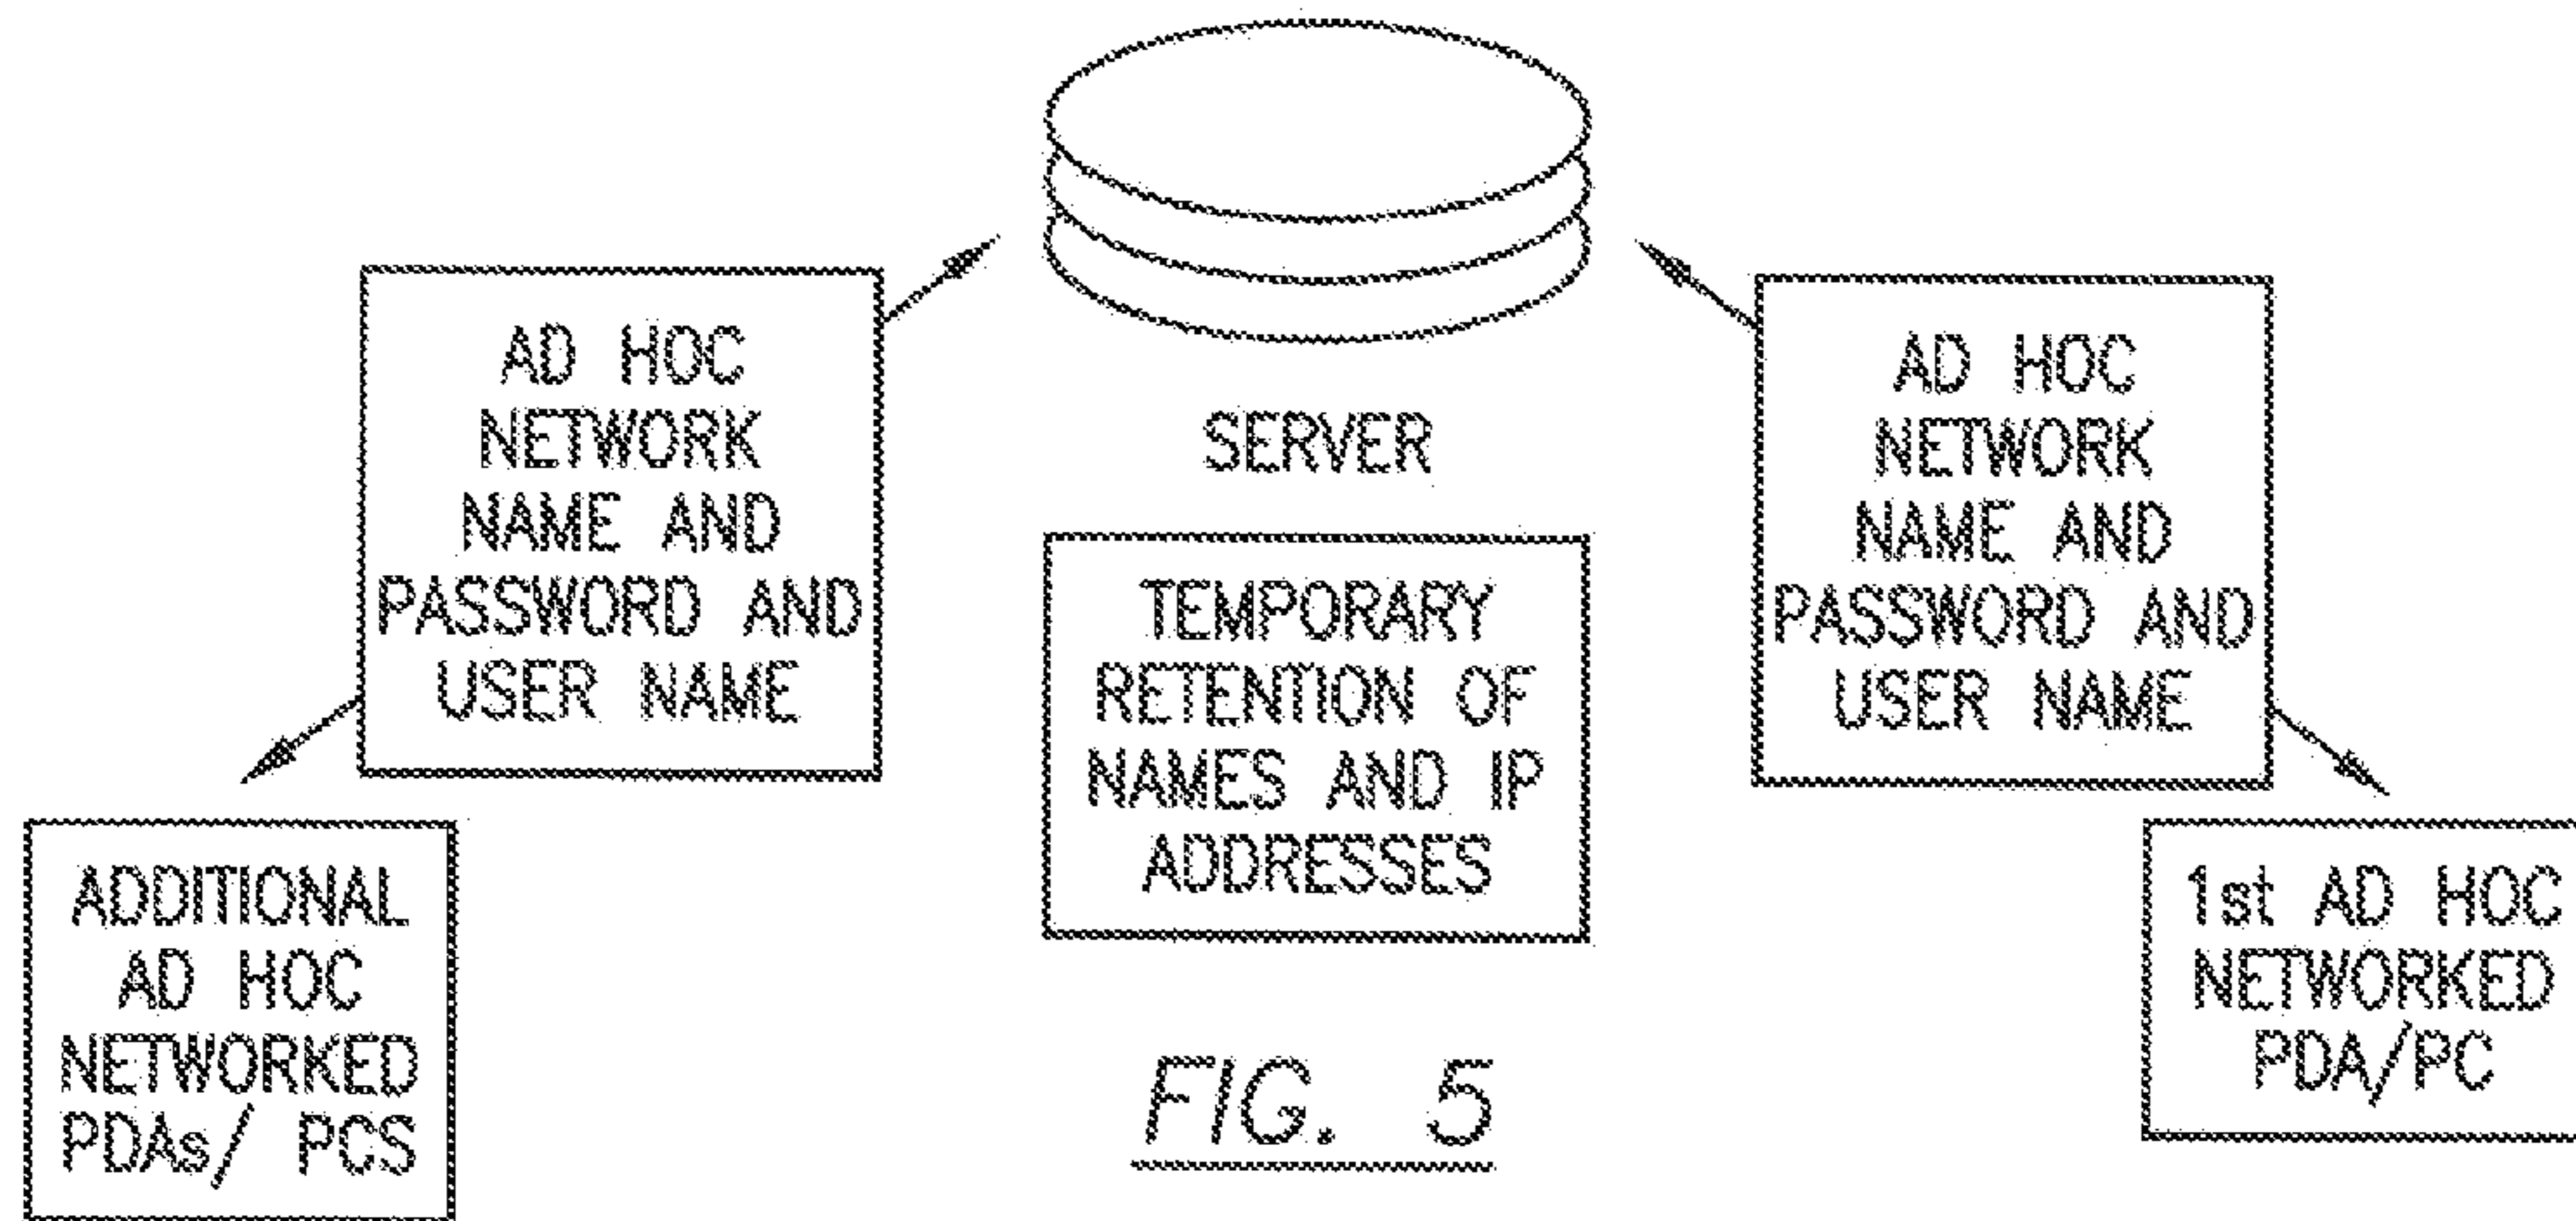 AD HOC
NETWORK
NAME AND
PASSWORD AND
USER NAME
SERVER
AD HOC
NETWORK
NAME AND
PASSWORD AND
USER NAME
TEMPORARY
RETENTION OF
NAMES AND IP
ADDRESSES
ADDITIONAL
AD HOC
NETWORKED
PDAs/ PCS
1st AD HOC
NETWORKED
PDA/PC
FIG. 5